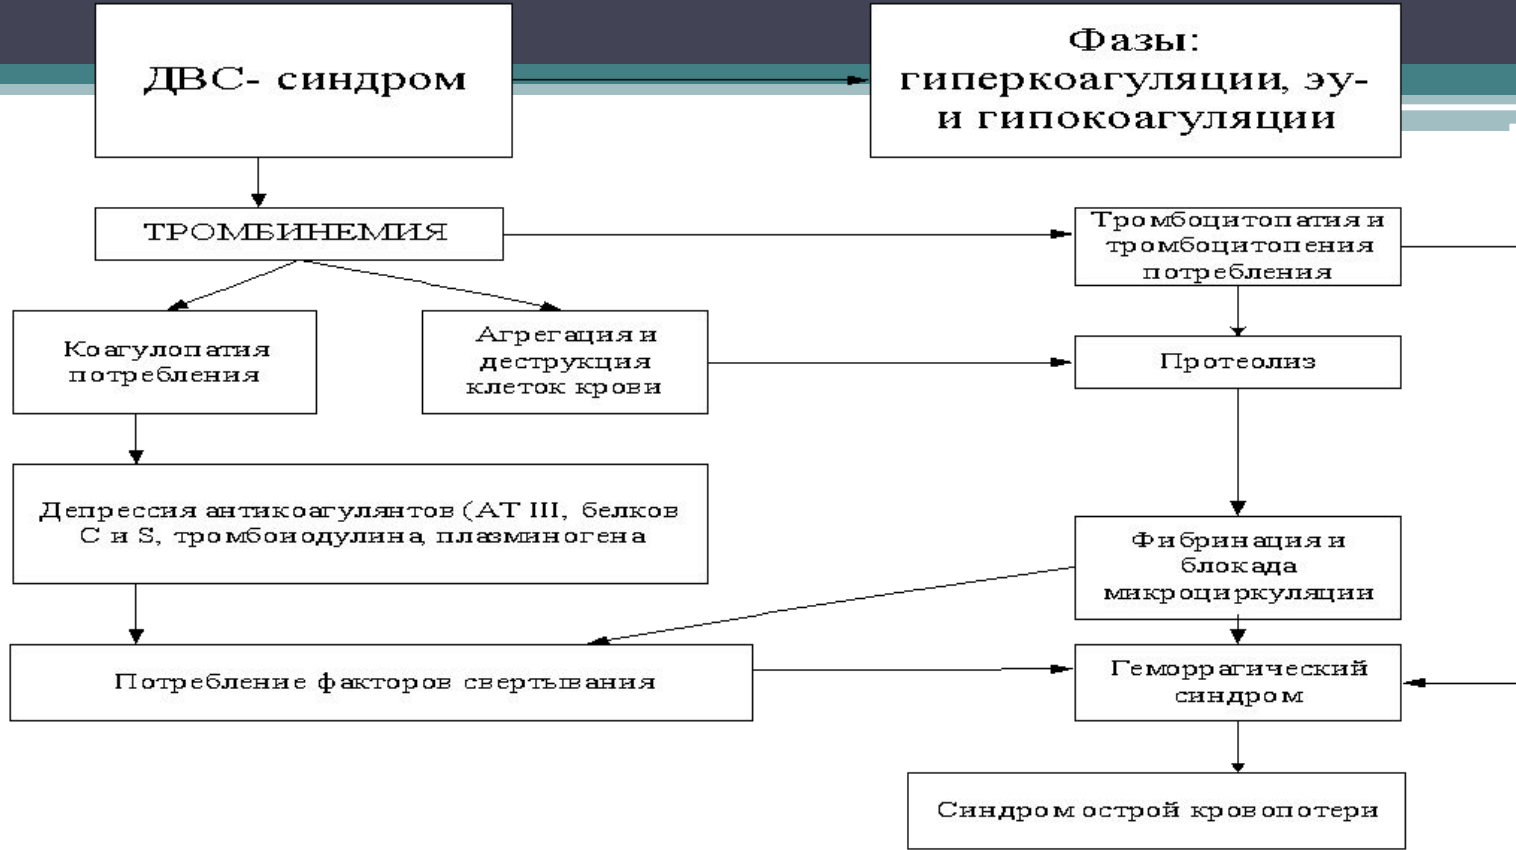 ДВС- синдром
Фазы:
гиперкоагуляции, эу-
и гипокоагуляции
ТРОМБИНЕМИЯ
Тромбоцитопатия и
тромбоцитопения
потребления
Коагулопатия
потребления
Агрегация и
деструкция
клеток крови
Протеолиз
Депрессия антикоагулянтов (АТ III, белков
С и S, тромбоиодулина, плазминогена
Фибринация и
блокада
микроциркуляции
Потребление факторов свертывания
Геморрагический
синдром
Синдром острой кровопотери